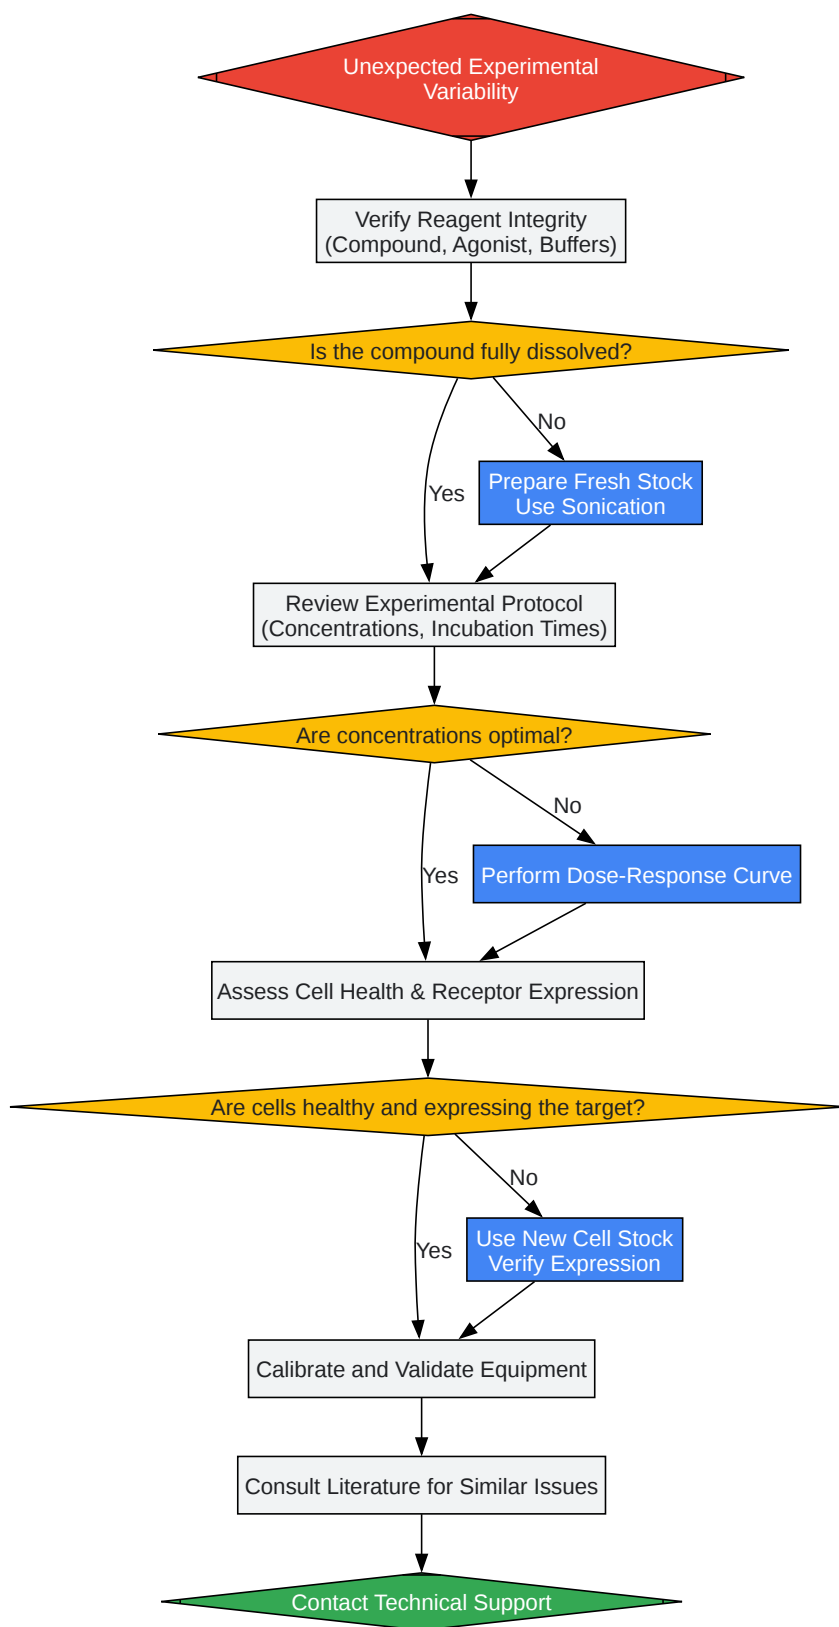 Unexpected Experimental
Variability
Verify Reagent Integrity
(Compound, Agonist, Buffers)
Is the compound fully dissolved?
No
Yes
Prepare Fresh Stock
Use Sonication
Review Experimental Protocol
(Concentrations, Incubation Times)
Are concentrations optimal?
No
Yes
Perform Dose-Response Curve
Assess Cell Health & Receptor Expression
Are cells healthy and expressing the target?
No
Yes
Use New Cell Stock
Verify Expression
Calibrate and Validate Equipment
Consult Literature for Similar Issues
Contact Technical Support